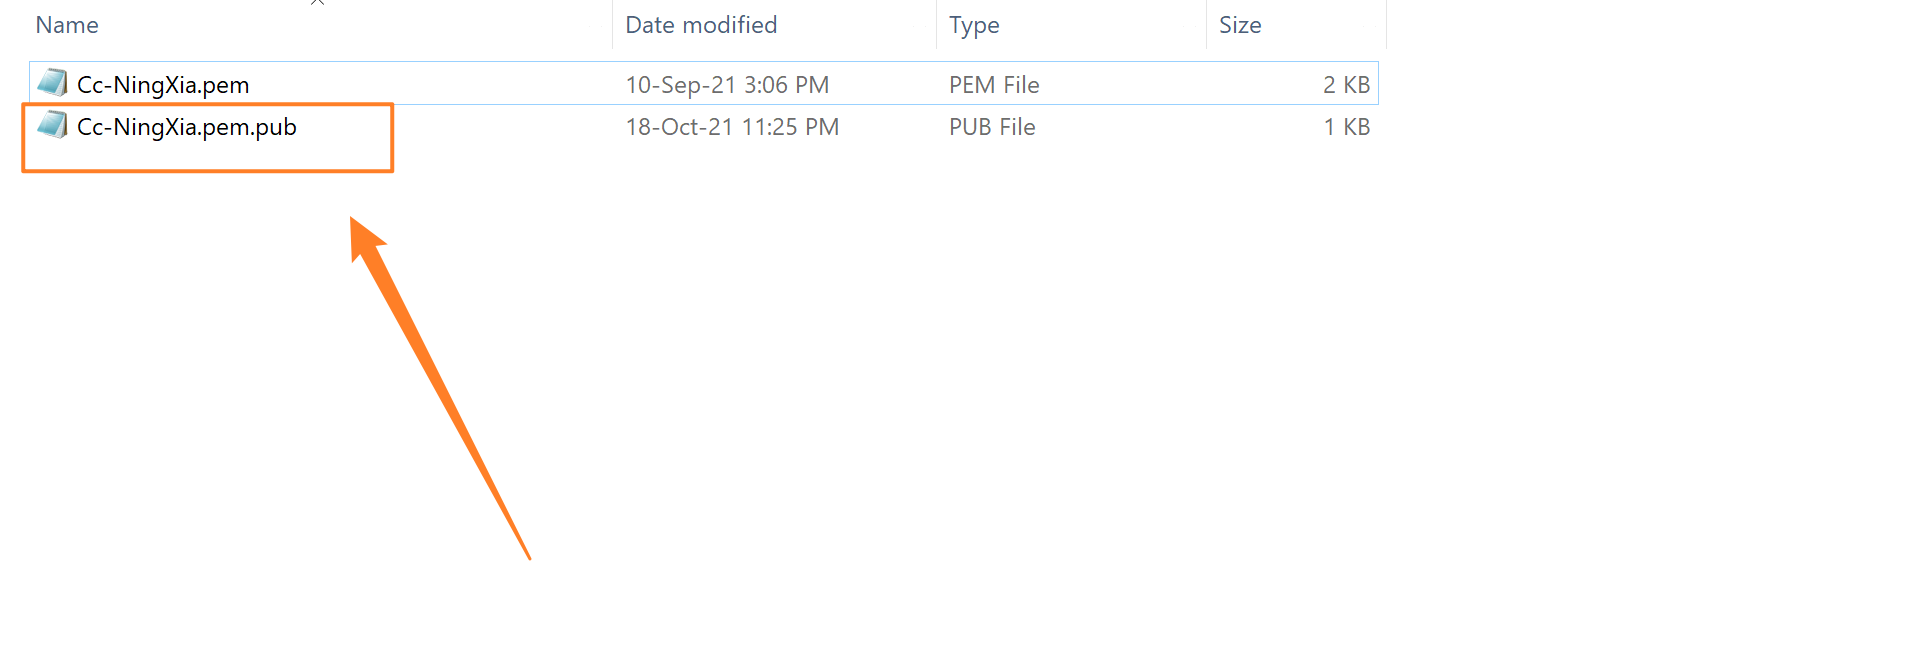 Name Date modified Type Size
Cc-NingXia.pem 10-Sep-21 3:06 PM PEM File 2 KB
Cc-NingXia.pem.pub 18-Oct-21 11:25 PM PUB File 1 KB